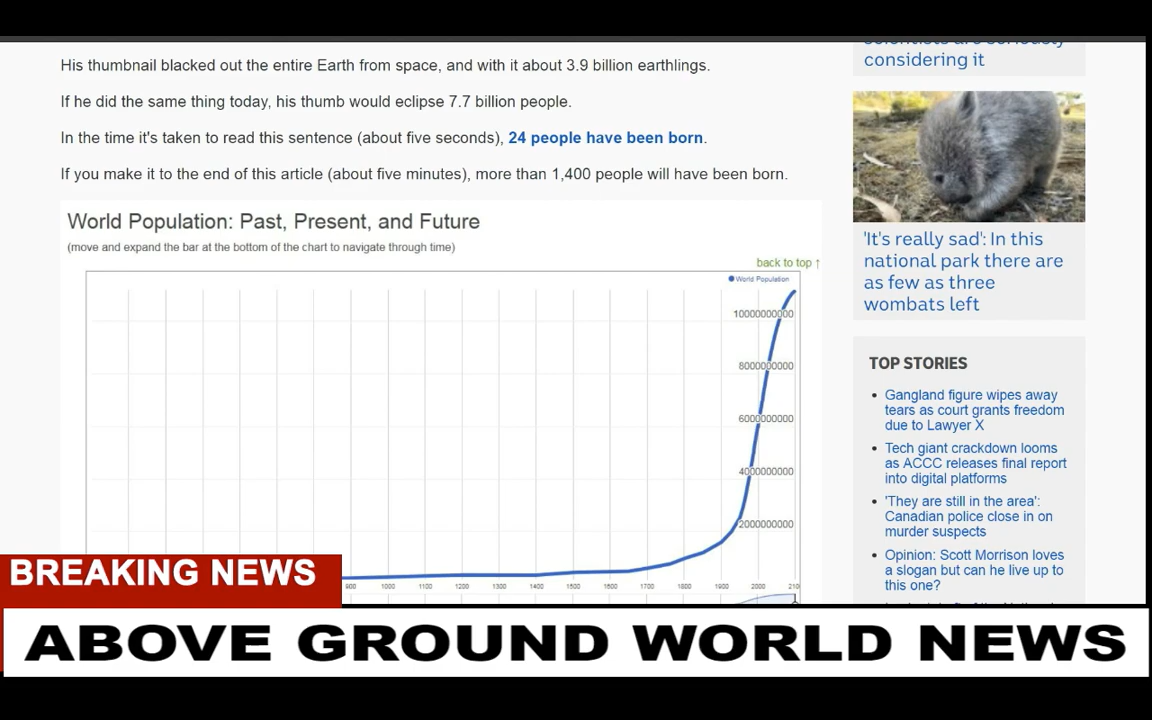 considering it
His thumbnail blacked out the entire Earth from space, and with it about 3.9 billion earthlings.
If he did the same thing today, his thumb would eclipse 7.7 billion people.
In the time it's taken to read this sentence (about five seconds), 24 people have been born.
If you make it to the end of this article (about five minutes), more than 1,400 people will have been born.
World Population: Past, Present, and Future
(move and expand the bar at the bottom of the chart to navigate through time)
back to top ↑
World Population
10000000000
8000000000
6000000000
4000000000
2000000000
900 1000 1100 1200 1300 1400 1500 1600 1700 1800 1900 2000 210
'It's really sad': In this
national park there are
as few as three
wombats left
TOP STORIES
• Gangland figure wipes away
tears as court grants freedom
due to Lawyer X
• Tech giant crackdown looms
as ACCC releases final report
into digital platforms
• 'They are still in the area':
Canadian police close in on
murder suspects
• Opinion: Scott Morrison loves
a slogan but can he live up to
this one?
BREAKING NEWS
ABOVE GROUND WORLD NEWS